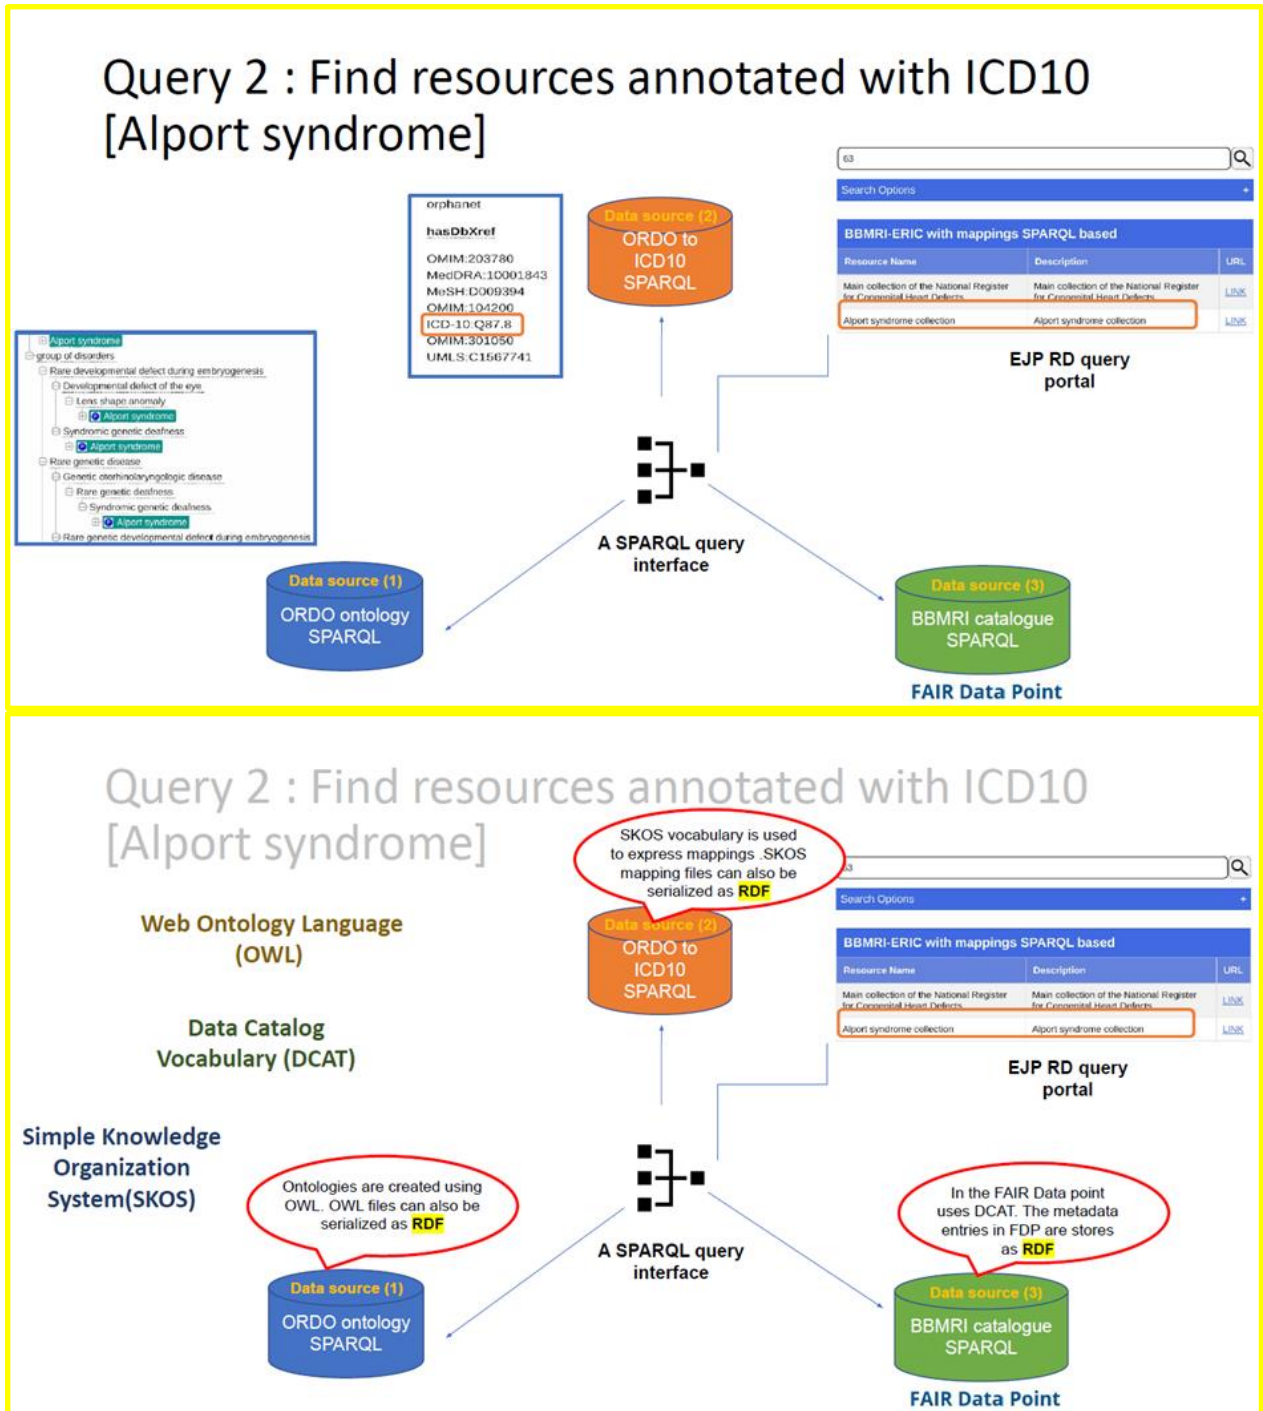 Query 2 : Find resources annotated with ICD10
[Alport syndrome]
63
Search Options +
BBMRI-ERIC with mappings SPARQL based
Resource Name Description URL
Main collection of the National Register Main collection of the National Register LINK
for Congenital Heart Defects for Congenital Heart Defects
Alport syndrome collection Alport syndrome collection LINK
EJP RD query
portal
orphanet
hasDbXref
OMIM:203780
MedDRA:10001843
MeSH:D009394
OMIM:104200
ICD-10:Q87.8
OMIM:301050
UMLS:C1567741
Data source (2)
ORDO to
ICD10
SPARQL
Alport syndrome
group of disorders
Rare developmental defect during embryogenesis
Developmental defect of the eye
Lens shape anomaly
Alport syndrome
Syndromic genetic deafness
Alport syndrome
Rare genetic disease
Genetic otorhinolaryngologic disease
Rare genetic deafness
Syndromic genetic deafness
Alport syndrome
Rare genetic developmental defect during embryogenesis
A SPARQL query
interface
Data source (1)
ORDO ontology
SPARQL
Data source (3)
BBMRI catalogue
SPARQL
FAIR Data Point
Query 2 : Find resources annotated with ICD10
[Alport syndrome]
SKOS vocabulary is used
to express mappings .SKOS
mapping files can also be
serialized as RDF
63
Search Options +
BBMRI-ERIC with mappings SPARQL based
Resource Name Description URL
Main collection of the National Register Main collection of the National Register LINK
for Congenital Heart Defects for Congenital Heart Defects
Alport syndrome collection Alport syndrome collection LINK
EJP RD query
portal
Web Ontology Language
(OWL)
Data source (2)
ORDO to
ICD10
SPARQL
Data Catalog
Vocabulary (DCAT)
Simple Knowledge
Organization
System(SKOS)
Ontologies are created using
OWL. OWL files can also be
serialized as RDF
A SPARQL query
interface
In the FAIR Data point
uses DCAT. The metadata
entries in FDP are stores
as RDF
Data source (1)
ORDO ontology
SPARQL
Data source (3)
BBMRI catalogue
SPARQL
FAIR Data Point